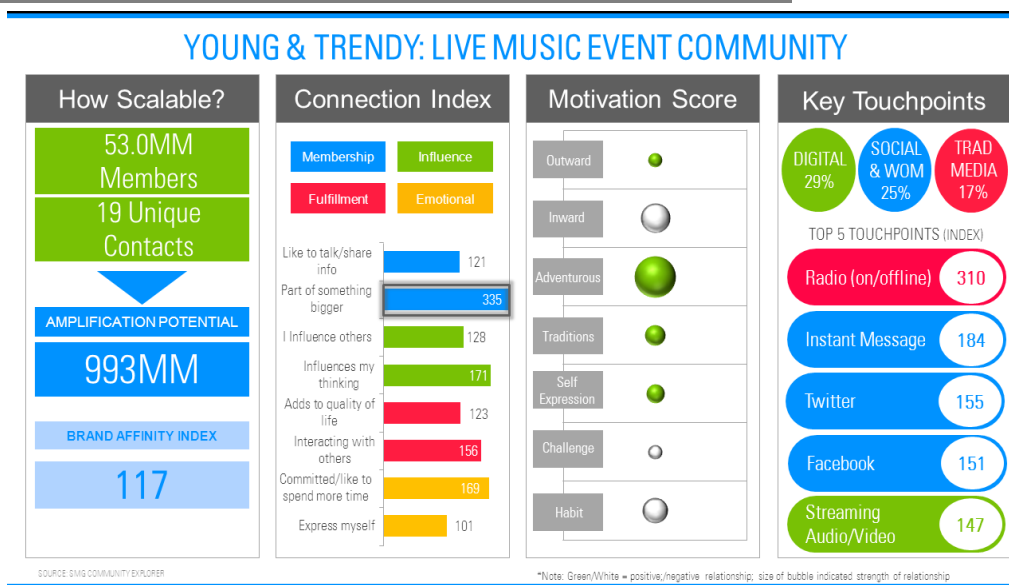 YOUNG & TRENDY: LIVE MUSIC EVENT COMMUNITY
How Scalable?
53.0MM
Members
19 Unique
Contacts
AMPLIFICATION POTENTIAL
993MM
BRAND AFFINITY INDEX
117
Connection Index
Membership
Influence
Fulfillment
Emotional
Like to talk/share
info
121
Part of something
bigger
335
I Influence others
128
Influences my
thinking
171
Adds to quality of
life
123
Interacting with
others
156
Committed/like to
spend more time
169
Express myself
101
Motivation Score
Outward
Inward
Adventurous
Traditions
Self
Expression
Challenge
Habit
Key Touchpoints
DIGITAL
29%
SOCIAL
& WOM
25%
TRAD
MEDIA
17%
TOP 5 TOUCHPOINTS (INDEX)
Radio (on/offline)
310
Instant Message
184
Twitter
155
Facebook
151
Streaming
Audio/Video
147
SOURCE: SMG COMMUNITY EXPLORER
*Note: Green/White = positive;/negative relationship; size of bubble indicated strength of relationship